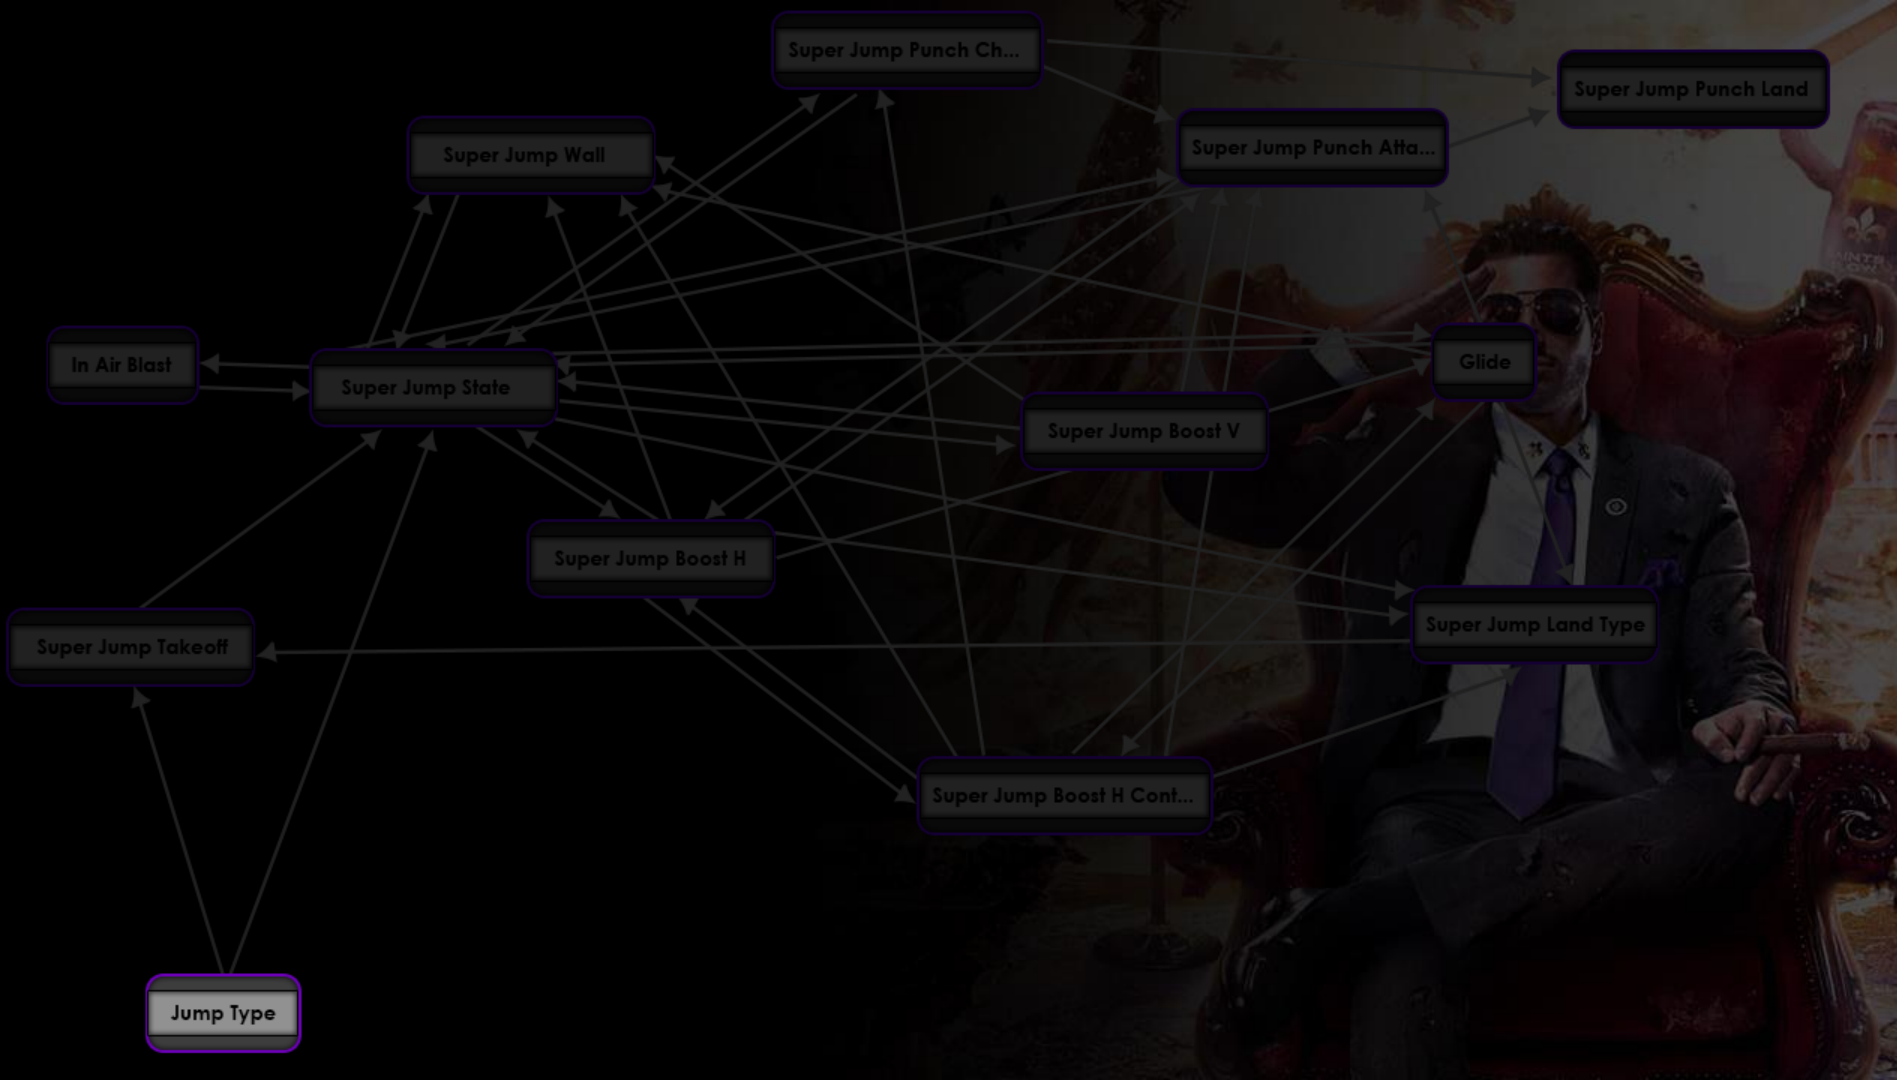 Super Jump Punch Ch...
Super Jump Punch Land
Super Jump Punch Atta...
Super Jump Wall
In Air Blast
Super Jump State
Glide
Super Jump Boost V
Super Jump Boost H
Super Jump Land Type
Super Jump Takeoff
Super Jump Boost H Cont...
Jump Type
SAINTS
ROW